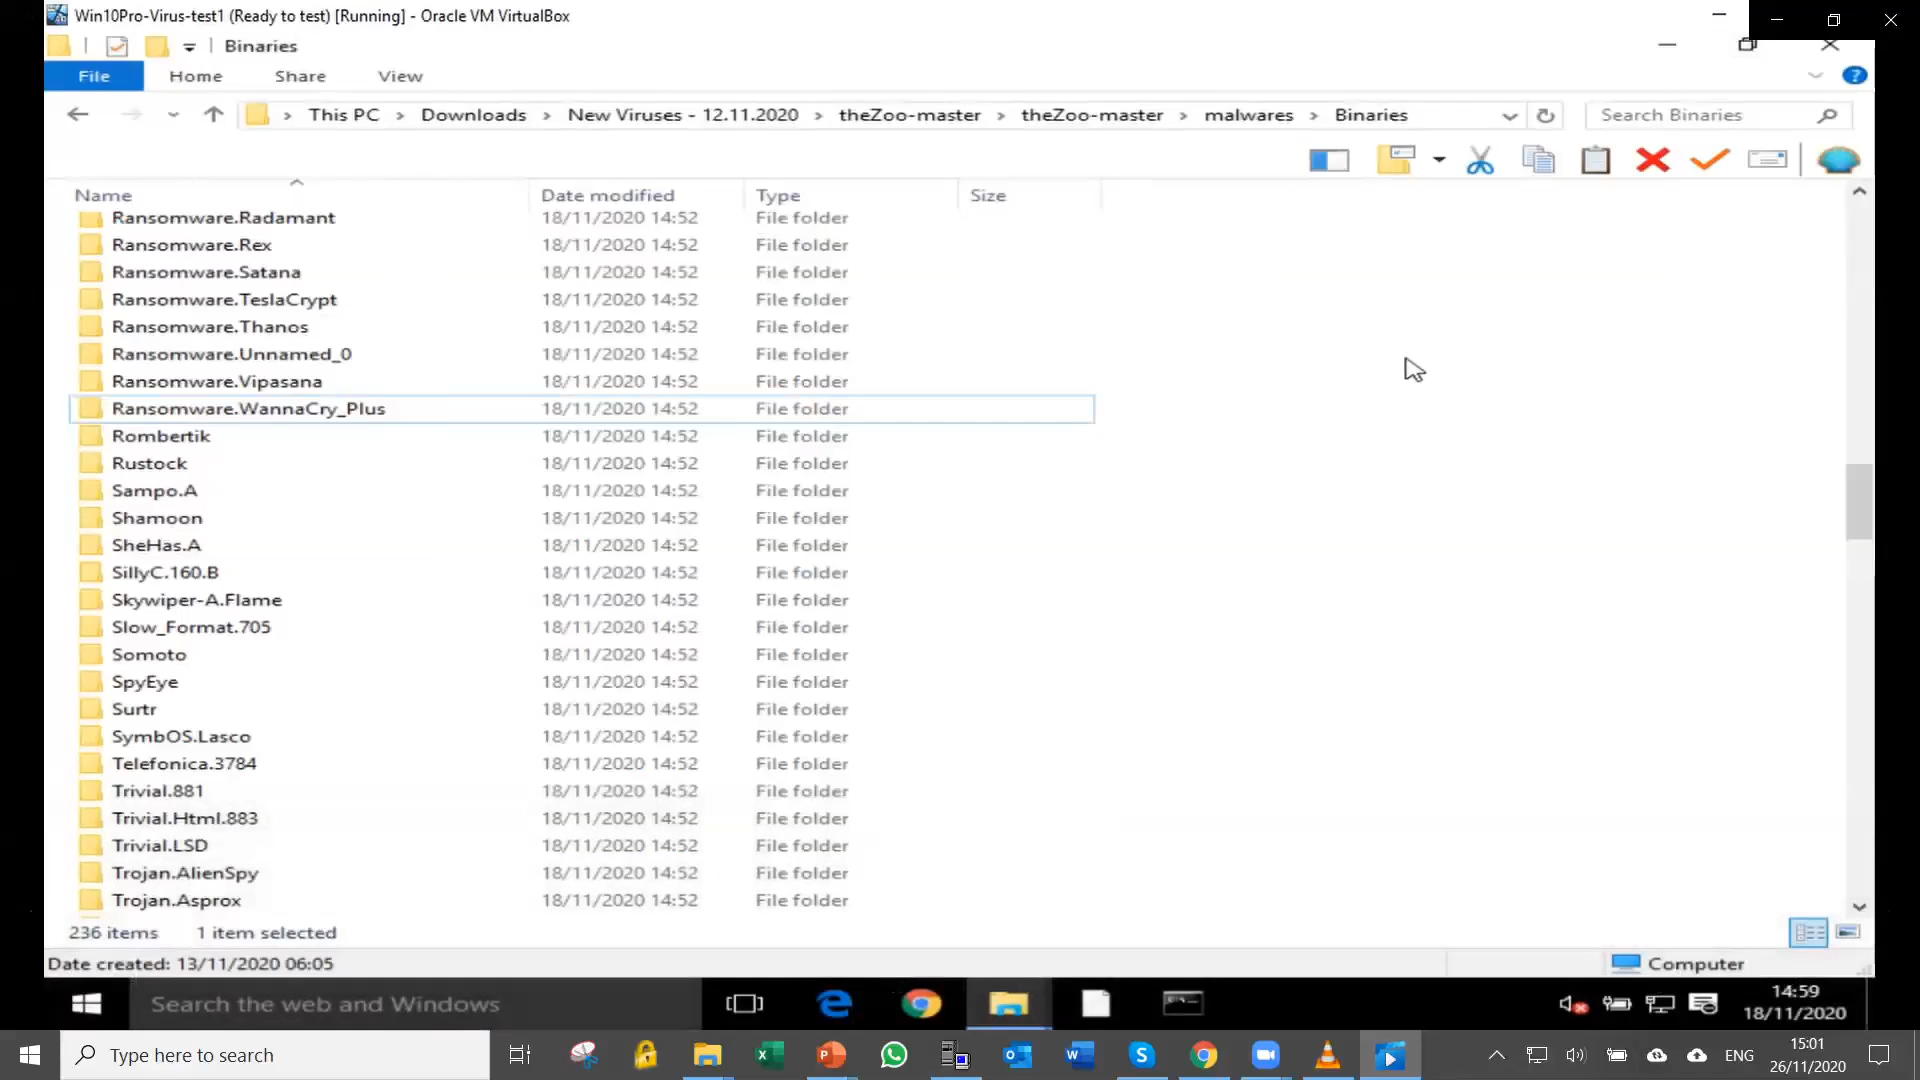 Win10Pro-Virus-test1 (Ready to test) [Running] - Oracle VM VirtualBox
Binaries
File Home Share View
This PC > Downloads > New Viruses - 12.11.2020 > theZoo-master > theZoo-master > malwares > Binaries Search Binaries
Name Date modified Type Size
Ransomware.Radamant 18/11/2020 14:52 File folder
Ransomware.Rex 18/11/2020 14:52 File folder
Ransomware.Satana 18/11/2020 14:52 File folder
Ransomware.TeslaCrypt 18/11/2020 14:52 File folder
Ransomware.Thanos 18/11/2020 14:52 File folder
Ransomware.Unnamed_0 18/11/2020 14:52 File folder
Ransomware.Vipasana 18/11/2020 14:52 File folder
Ransomware.WannaCry_Plus 18/11/2020 14:52 File folder
Rombertik 18/11/2020 14:52 File folder
Rustock 18/11/2020 14:52 File folder
Sampo.A 18/11/2020 14:52 File folder
Shamoon 18/11/2020 14:52 File folder
SheHas.A 18/11/2020 14:52 File folder
SillyC.160.B 18/11/2020 14:52 File folder
Skywiper-A.Flame 18/11/2020 14:52 File folder
Slow_Format.705 18/11/2020 14:52 File folder
Somoto 18/11/2020 14:52 File folder
SpyEye 18/11/2020 14:52 File folder
Surtr 18/11/2020 14:52 File folder
SymbOS.Lasco 18/11/2020 14:52 File folder
Telefonica.3784 18/11/2020 14:52 File folder
Trivial.881 18/11/2020 14:52 File folder
Trivial.Html.883 18/11/2020 14:52 File folder
Trivial.LSD 18/11/2020 14:52 File folder
Trojan.AlienSpy 18/11/2020 14:52 File folder
Trojan.Asprox 18/11/2020 14:52 File folder
236 items 1 item selected
Date created: 13/11/2020 06:05 Computer
Search the web and Windows
14:59
18/11/2020
Type here to search
ENG
15:01
26/11/2020